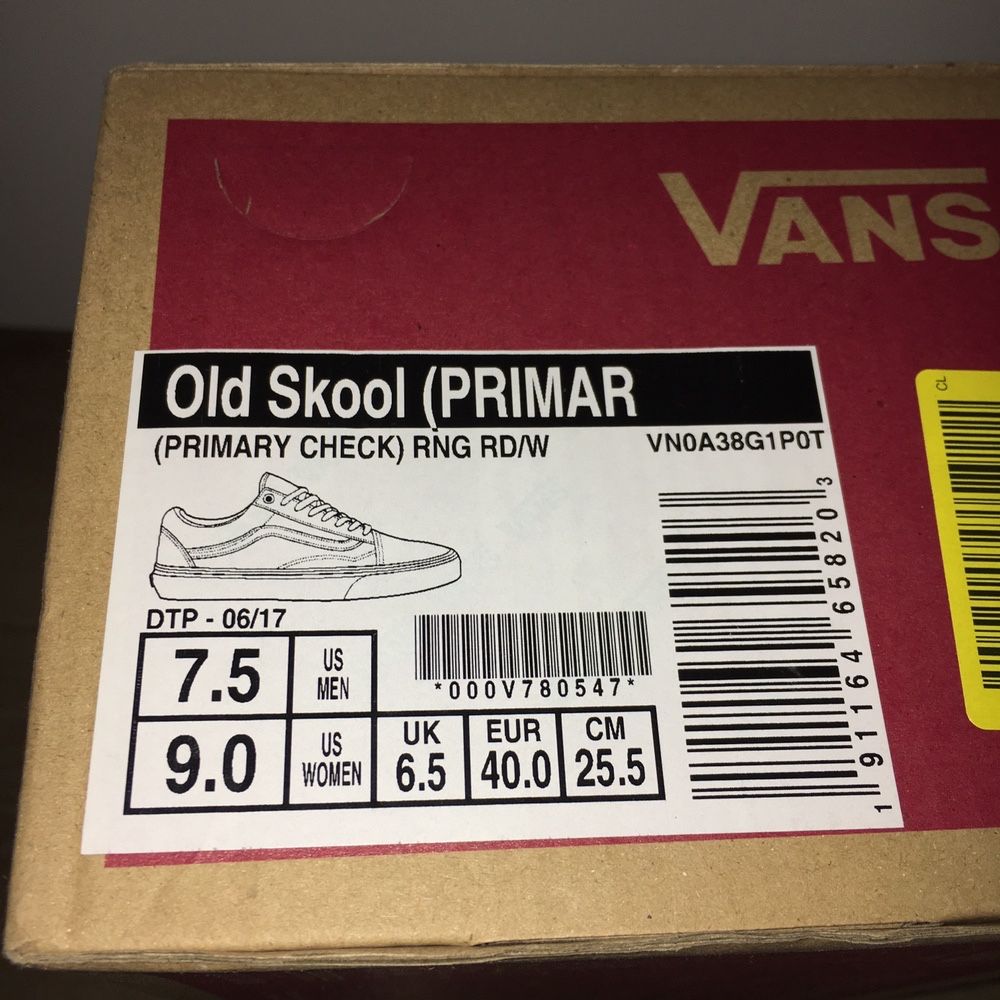 VANS
CL
Old Skool (PRIMAR
(PRIMARY CHECK) RNG RD/W
VN0A38G1P0T
DTP - 06/17
7.5 US MEN
9.0 US WOMEN
UK 6.5
EUR 40.0
CM 25.5
*000V780547*
1 91164 65820 3